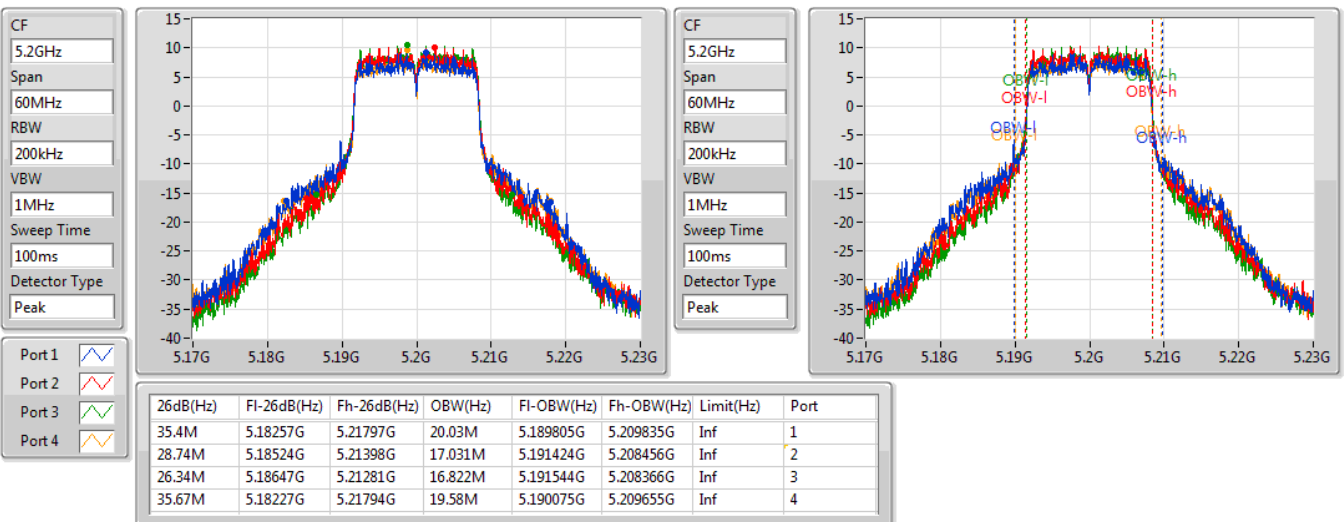 CF
5.2GHz
Span
60MHz
RBW
200kHz
VBW
1MHz
Sweep Time
100ms
Detector Type
Peak
15
10
5
0
-5
-10
-15
-20
-25
-30
-35
-40
5.17G 5.18G 5.19G 5.2G 5.21G 5.22G 5.23G
CF
5.2GHz
Span
60MHz
RBW
200kHz
VBW
1MHz
Sweep Time
100ms
Detector Type
Peak
15
10
5
0
-5
-10
-15
-20
-25
-30
-35
-40
OBW-l OBW-h
OBW-l OBW-h
OBW-l OBW-h
OBW-l OBW-h
5.17G 5.18G 5.19G 5.2G 5.21G 5.22G 5.23G
Port 1
Port 2
Port 3
Port 4
26dB(Hz) Fl-26dB(Hz) Fh-26dB(Hz) OBW(Hz) Fl-OBW(Hz) Fh-OBW(Hz) Limit(Hz) Port
35.4M 5.18257G 5.21797G 20.03M 5.189805G 5.209835G Inf 1
28.74M 5.18524G 5.21398G 17.031M 5.191424G 5.208456G Inf 2
26.34M 5.18647G 5.21281G 16.822M 5.191544G 5.208366G Inf 3
35.67M 5.18227G 5.21794G 19.58M 5.190075G 5.209655G Inf 4